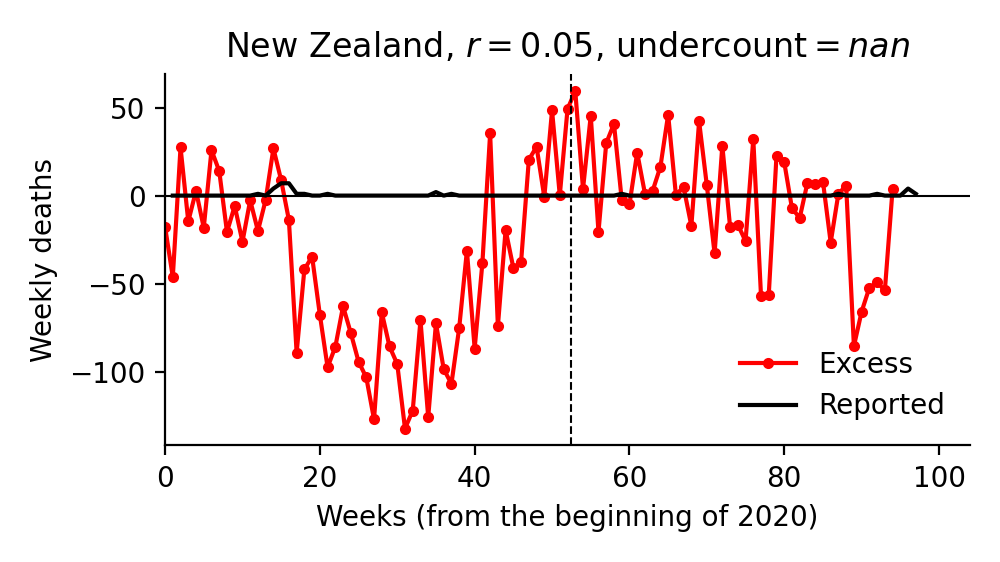 New Zealand, r = 0.05, undercount = nan
Weekly deaths
50
0
−50
−100
Excess
Reported
0 20 40 60 80 100
Weeks (from the beginning of 2020)